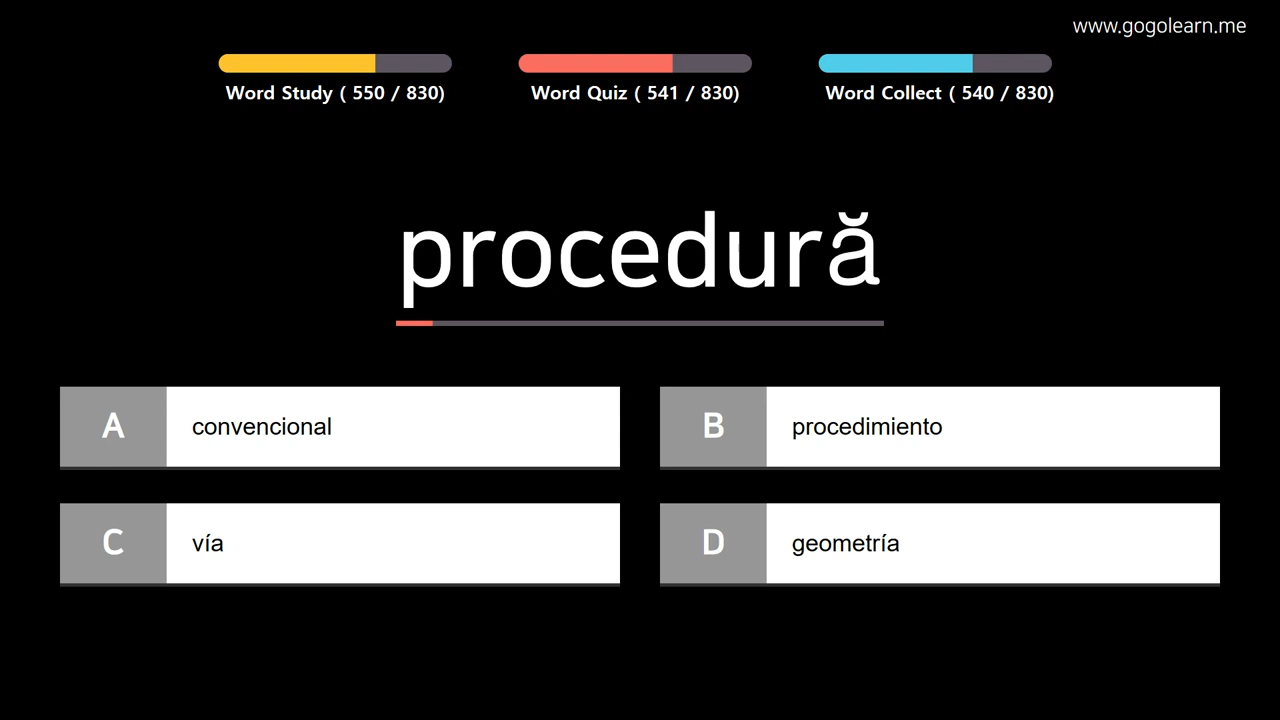 www.gogolearn.me
Word Study ( 550 / 830)
Word Quiz ( 541 / 830)
Word Collect ( 540 / 830)
procedură
A convencional
B procedimiento
C vía
D geometría